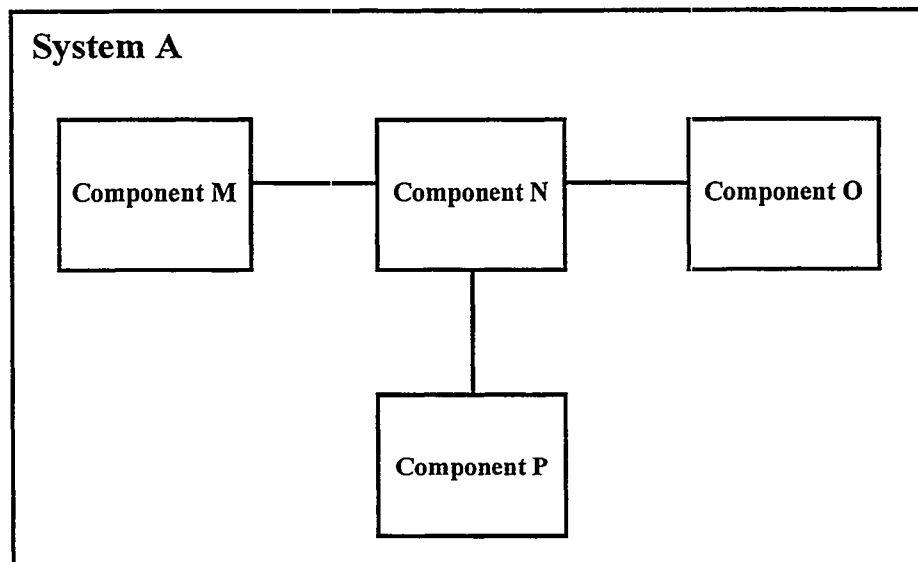 System A
Component M
Component N
Component O
Component P